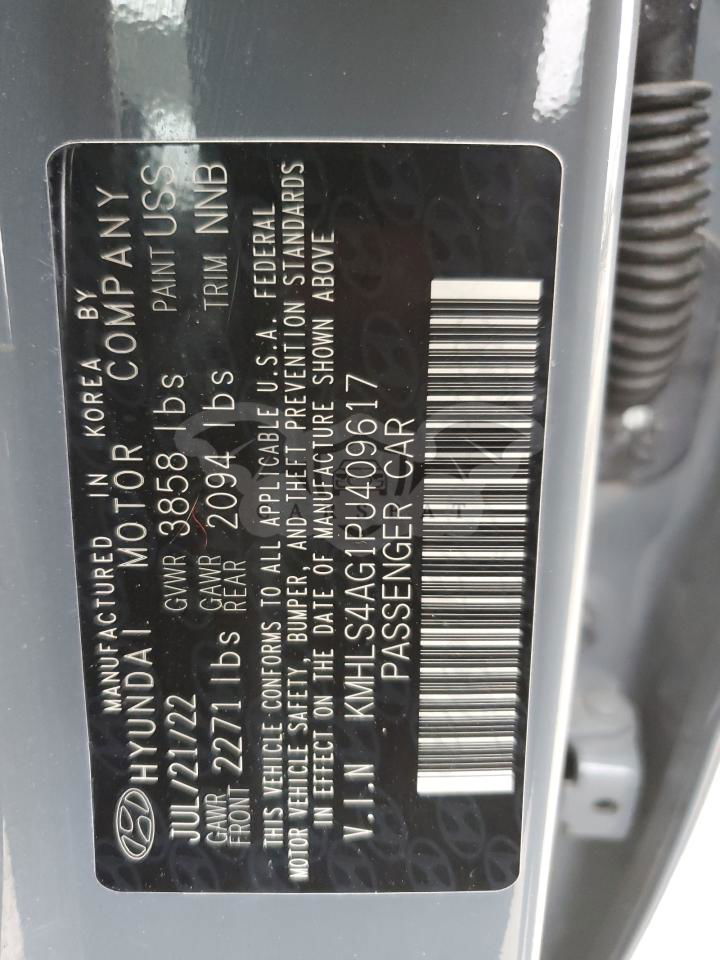 MANUFACTURED IN KOREA BY
HYUNDAI MOTOR COMPANY
JUL/21/22 GVWR 3858 lbs PAINT USS
GAWR FRONT 2271 lbs GAWR REAR 2094 lbs TRIM NNB
THIS VEHICLE CONFORMS TO ALL APPLICABLE U.S.A. FEDERAL
MOTOR VEHICLE SAFETY, BUMPER, AND THEFT PREVENTION STANDARDS
IN EFFECT ON THE DATE OF MANUFACTURE SHOWN ABOVE
V.I.N KMHLS4AG1RU409617
PASSENGER CAR